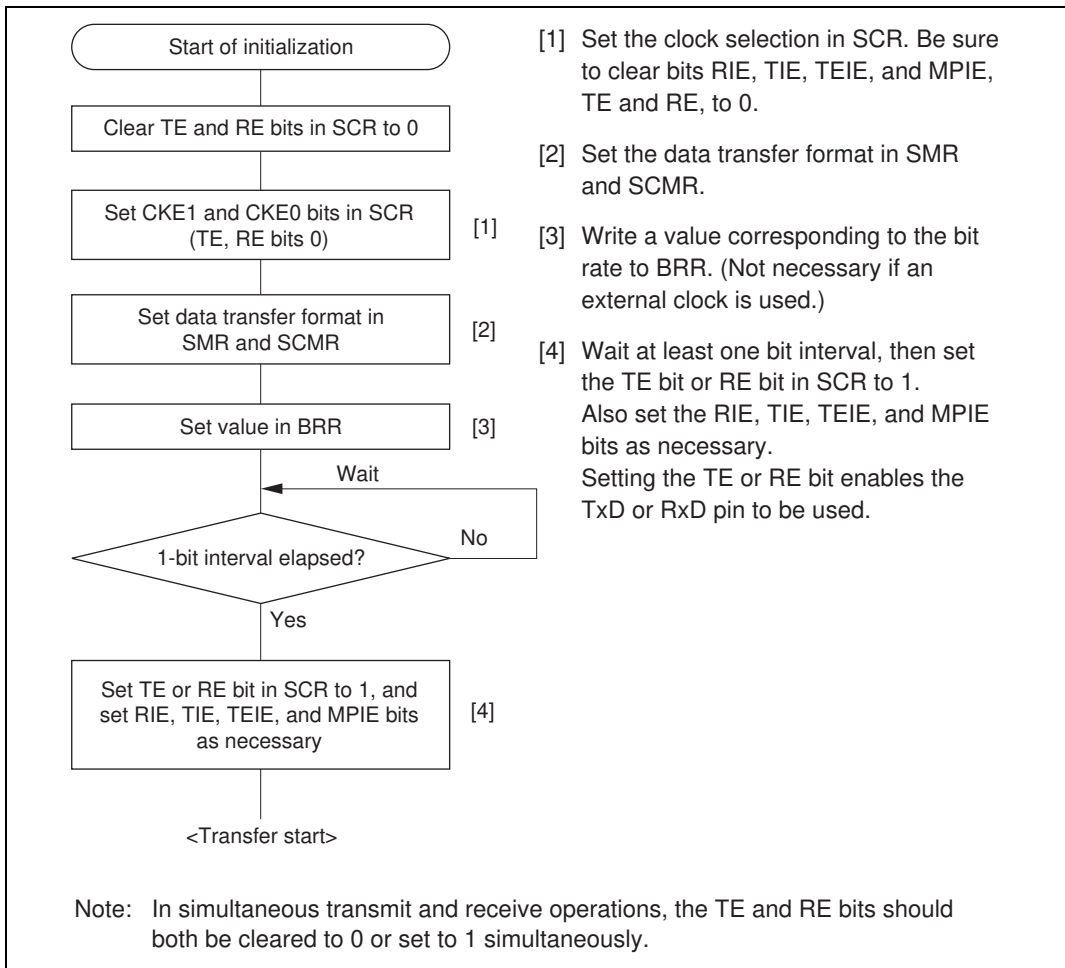 Start of initialization
Clear TE and RE bits in SCR to 0
Set CKE1 and CKE0 bits in SCR
(TE, RE bits 0)
[1]
Set data transfer format in
SMR and SCMR
[2]
Set value in BRR
[3]
Wait
1-bit interval elapsed?
No
Yes
Set TE or RE bit in SCR to 1, and
set RIE, TIE, TEIE, and MPIE bits
as necessary
[4]
<Transfer start>
[1] Set the clock selection in SCR. Be sure
to clear bits RIE, TIE, TEIE, and MPIE,
TE and RE, to 0.
[2] Set the data transfer format in SMR
and SCMR.
[3] Write a value corresponding to the bit
rate to BRR. (Not necessary if an
external clock is used.)
[4] Wait at least one bit interval, then set
the TE bit or RE bit in SCR to 1.
Also set the RIE, TIE, TEIE, and MPIE
bits as necessary.
Setting the TE or RE bit enables the
TxD or RxD pin to be used.
Note: In simultaneous transmit and receive operations, the TE and RE bits should
both be cleared to 0 or set to 1 simultaneously.